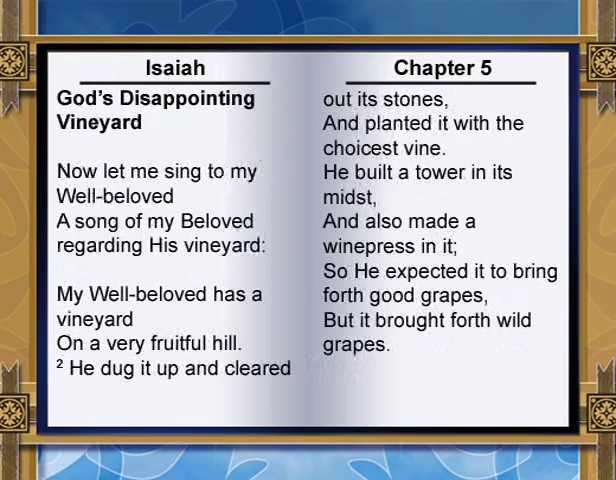 Isaiah
God’s Disappointing
Vineyard
Now let me sing to my
Well-beloved
A song of my Beloved
regarding His vineyard:
My Well-beloved has a
vineyard
On a very fruitful hill.
2 He dug it up and cleared
Chapter 5
out its stones,
And planted it with the
choicest vine.
He built a tower in its
midst,
And also made a
winepress in it;
So He expected it to bring
forth good grapes,
But it brought forth wild
grapes.